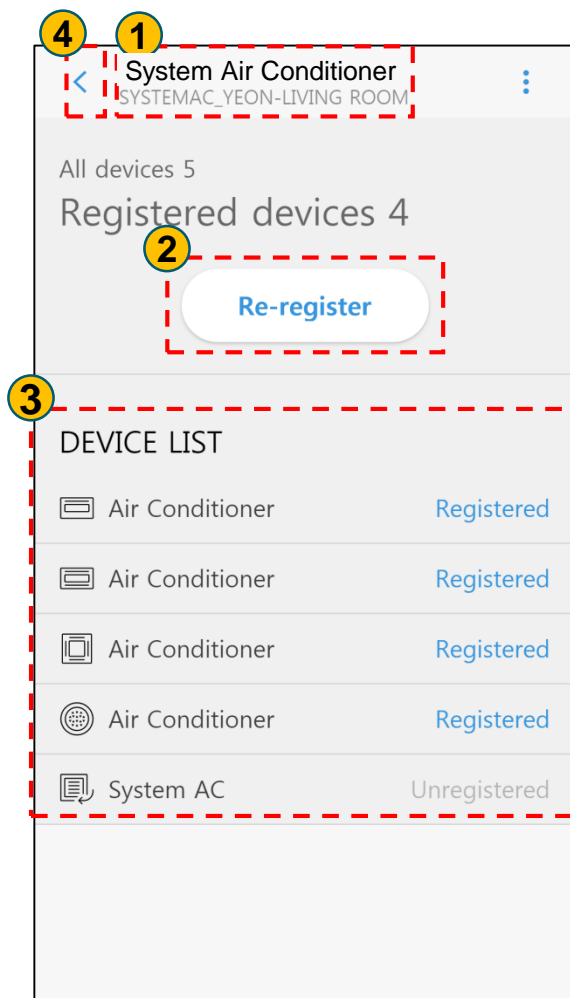 4 1
System Air Conditioner
SYSTEMAC_YEON-LIVING ROOM
All devices 5
Registered devices 4
2
Re-register
3
DEVICE LIST
Air Conditioner Registered
Air Conditioner Registered
Air Conditioner Registered
Air Conditioner Registered
System AC Unregistered